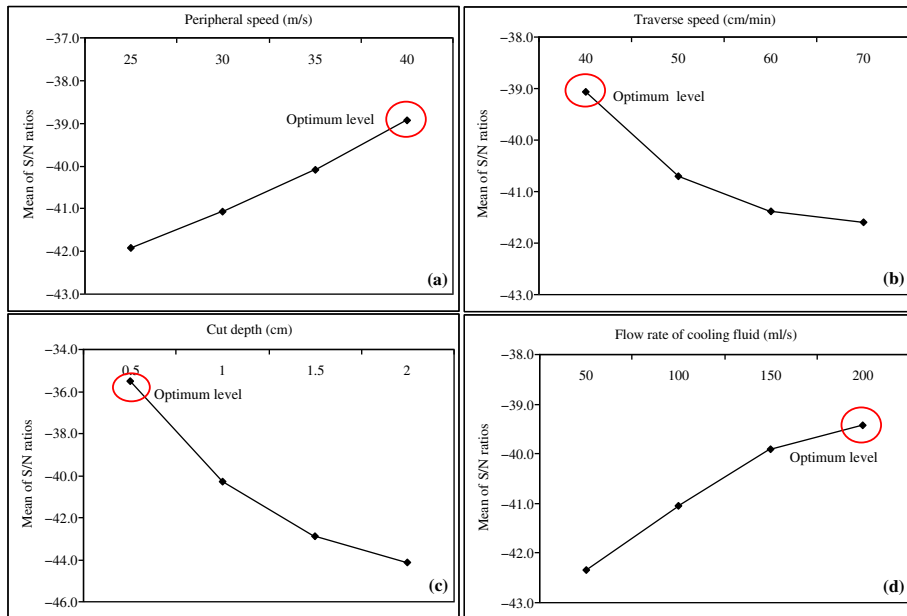 Peripheral speed (m/s)
−37.0
25 30 35 40
−38.0
−39.0
Optimum level
−40.0
−41.0
−42.0
−43.0
Mean of S/N ratios
(a)
Traverse speed (cm/min)
−38.0
40 50 60 70
−39.0
Optimum level
−40.0
−41.0
−42.0
−43.0
Mean of S/N ratios
(b)
Cut depth (cm)
−34.0
0.5 1 1.5 2
−36.0
Optimum level
−38.0
−40.0
−42.0
−44.0
−46.0
Mean of S/N ratios
(c)
Flow rate of cooling fluid (ml/s)
−38.0
50 100 150 200
−39.0
−40.0
Optimum level
−41.0
−42.0
−43.0
Mean of S/N ratios
(d)